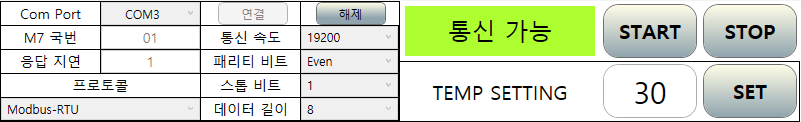 Com Port COM3 연결 해제
M7 국번 01 통신 속도 19200
응답 지연 1 패리티 비트 Even
프로토콜 스톱 비트 1
Modbus-RTU 데이터 길이 8
통신 가능 START STOP
TEMP SETTING 30 SET